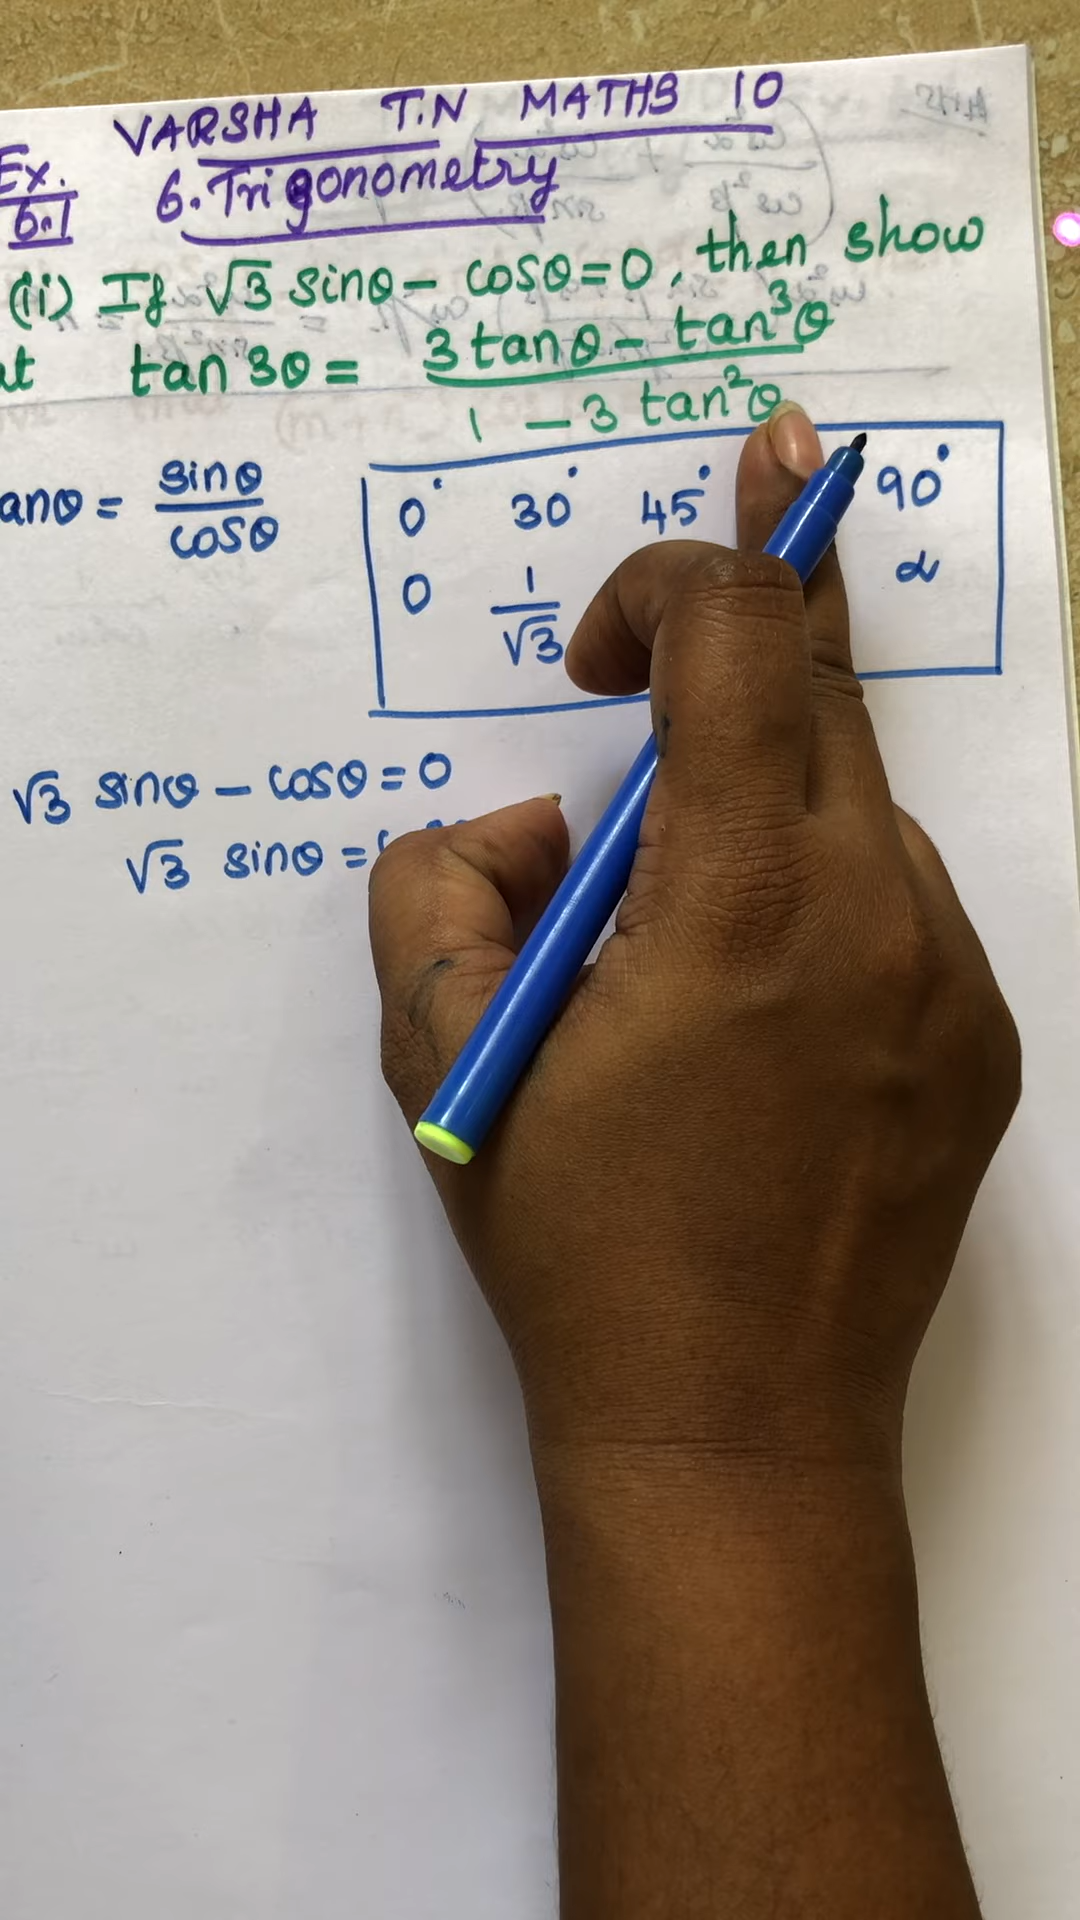 VARSHA T.N MATHS 10
Ex. 6.1
6. Trigonometry
(ii) If √3 sinθ - cosθ = 0, then show
at tan 3θ = 3 tanθ - tan³θ / 1 - 3 tan²θ
anθ = sinθ / cosθ
0° 30° 45° 90°
0 1/√3 α
√3 sinθ - cosθ = 0
√3 sinθ =